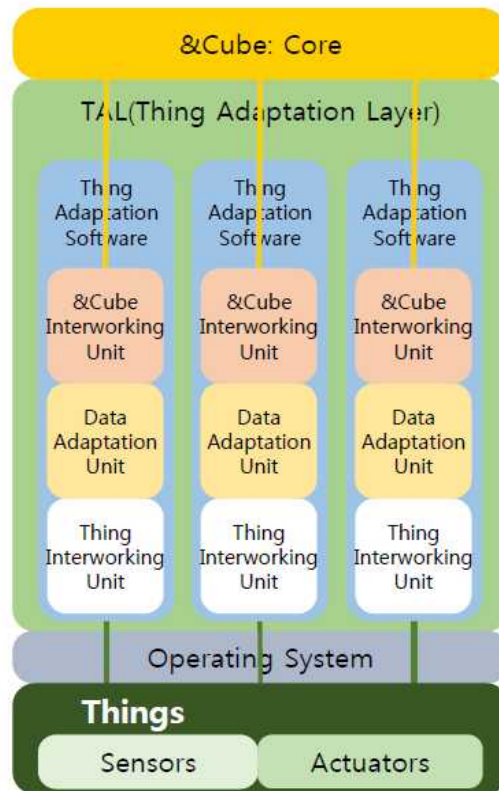 &Cube: Core
TAL(Thing Adaptation Layer)
Thing
Adaptation
Software
&Cube
Interworking
Unit
Data
Adaptation
Unit
Thing
Interworking
Unit
Thing
Adaptation
Software
&Cube
Interworking
Unit
Data
Adaptation
Unit
Thing
Interworking
Unit
Thing
Adaptation
Software
&Cube
Interworking
Unit
Data
Adaptation
Unit
Thing
Interworking
Unit
Operating System
Things
Sensors
Actuators